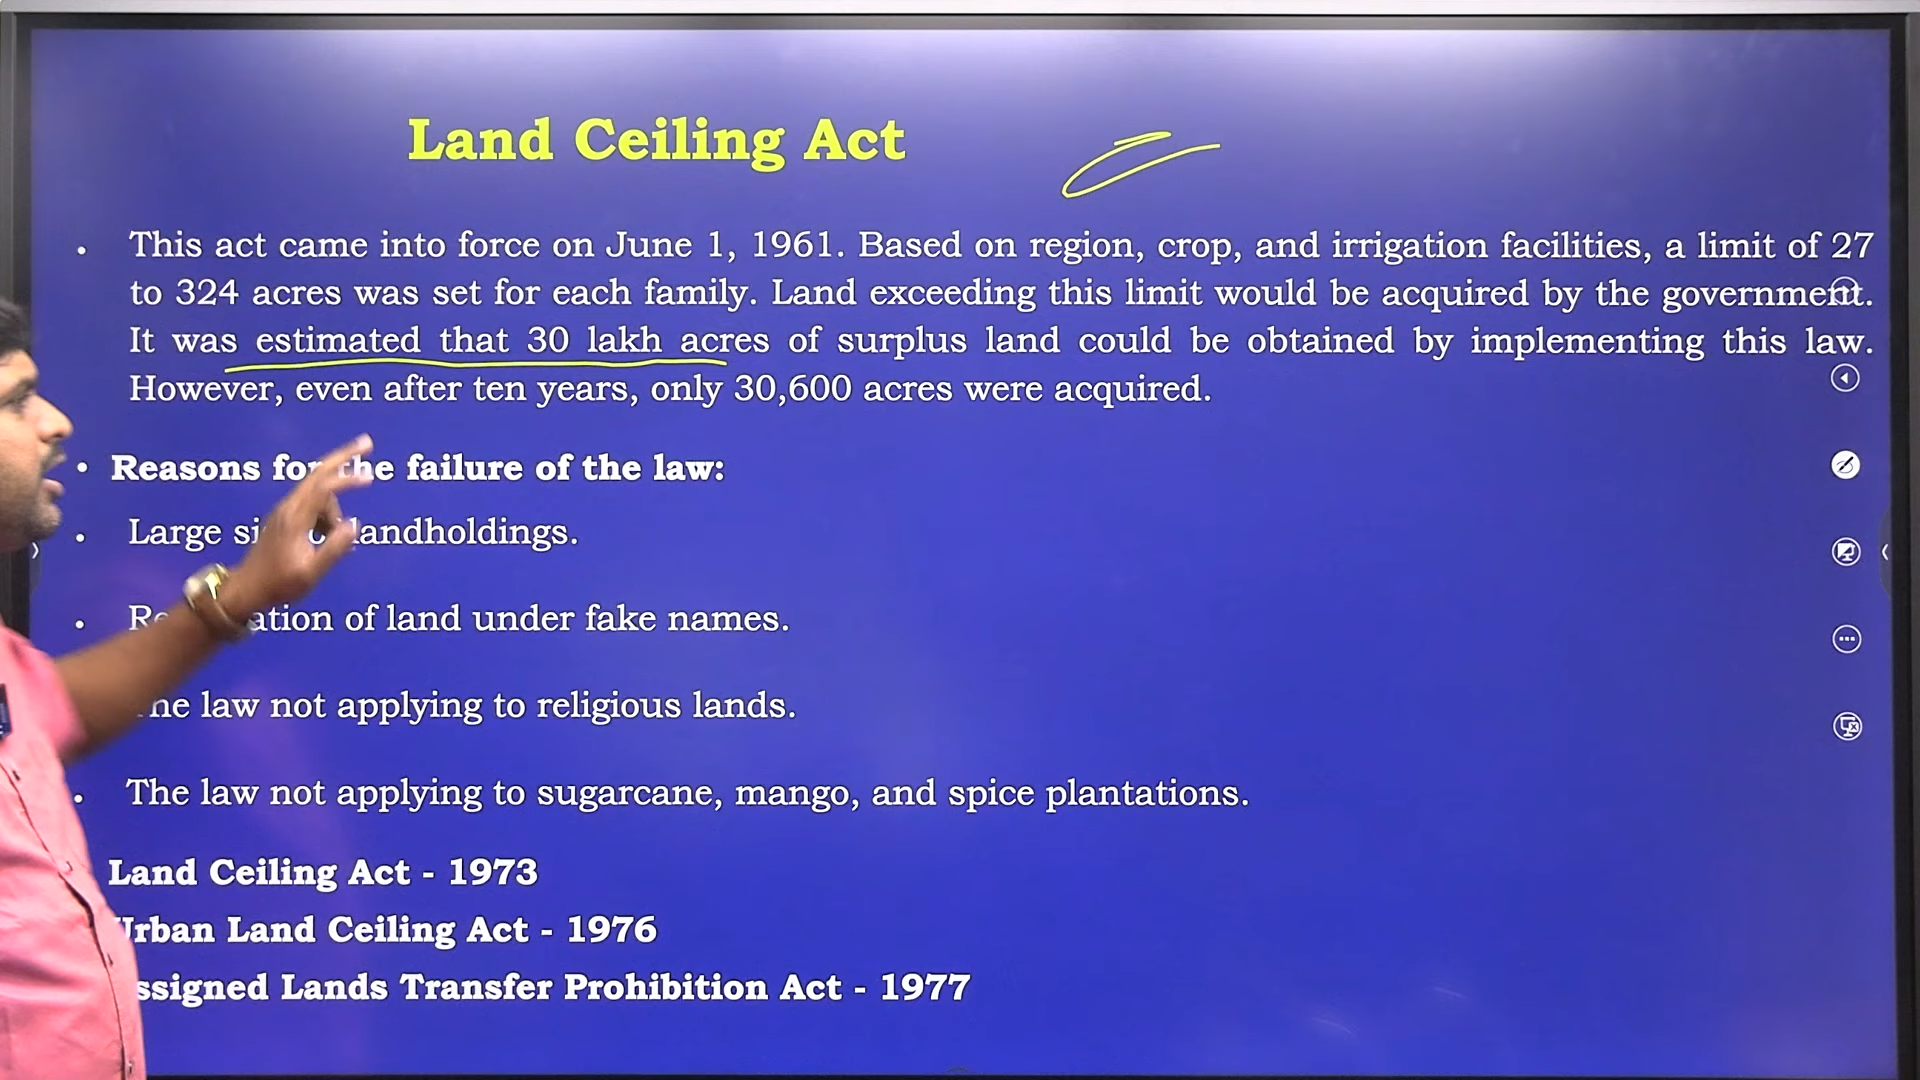 Land Ceiling Act
• This act came into force on June 1, 1961. Based on region, crop, and irrigation facilities, a limit of 27
to 324 acres was set for each family. Land exceeding this limit would be acquired by the government.
It was estimated that 30 lakh acres of surplus land could be obtained by implementing this law.
However, even after ten years, only 30,600 acres were acquired.
• Reasons for the failure of the law:
• Large landholdings.
• of land under fake names.
law not applying to religious lands.
• The law not applying to sugarcane, mango, and spice plantations.
Land Ceiling Act - 1973
Urban Land Ceiling Act - 1976
Assigned Lands Transfer Prohibition Act - 1977